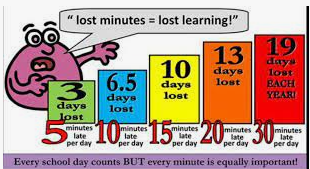 “ lost minutes = lost learning!”
3
days
lost
6.5
days
lost
10
days
lost
13
days
lost
19
days
lost
EACH
YEAR!
5 minutes late per day
10 minutes late per day
15 minutes late per day
20 minutes late per day
30 minutes late per day
Every school day counts BUT every minute is equally important!